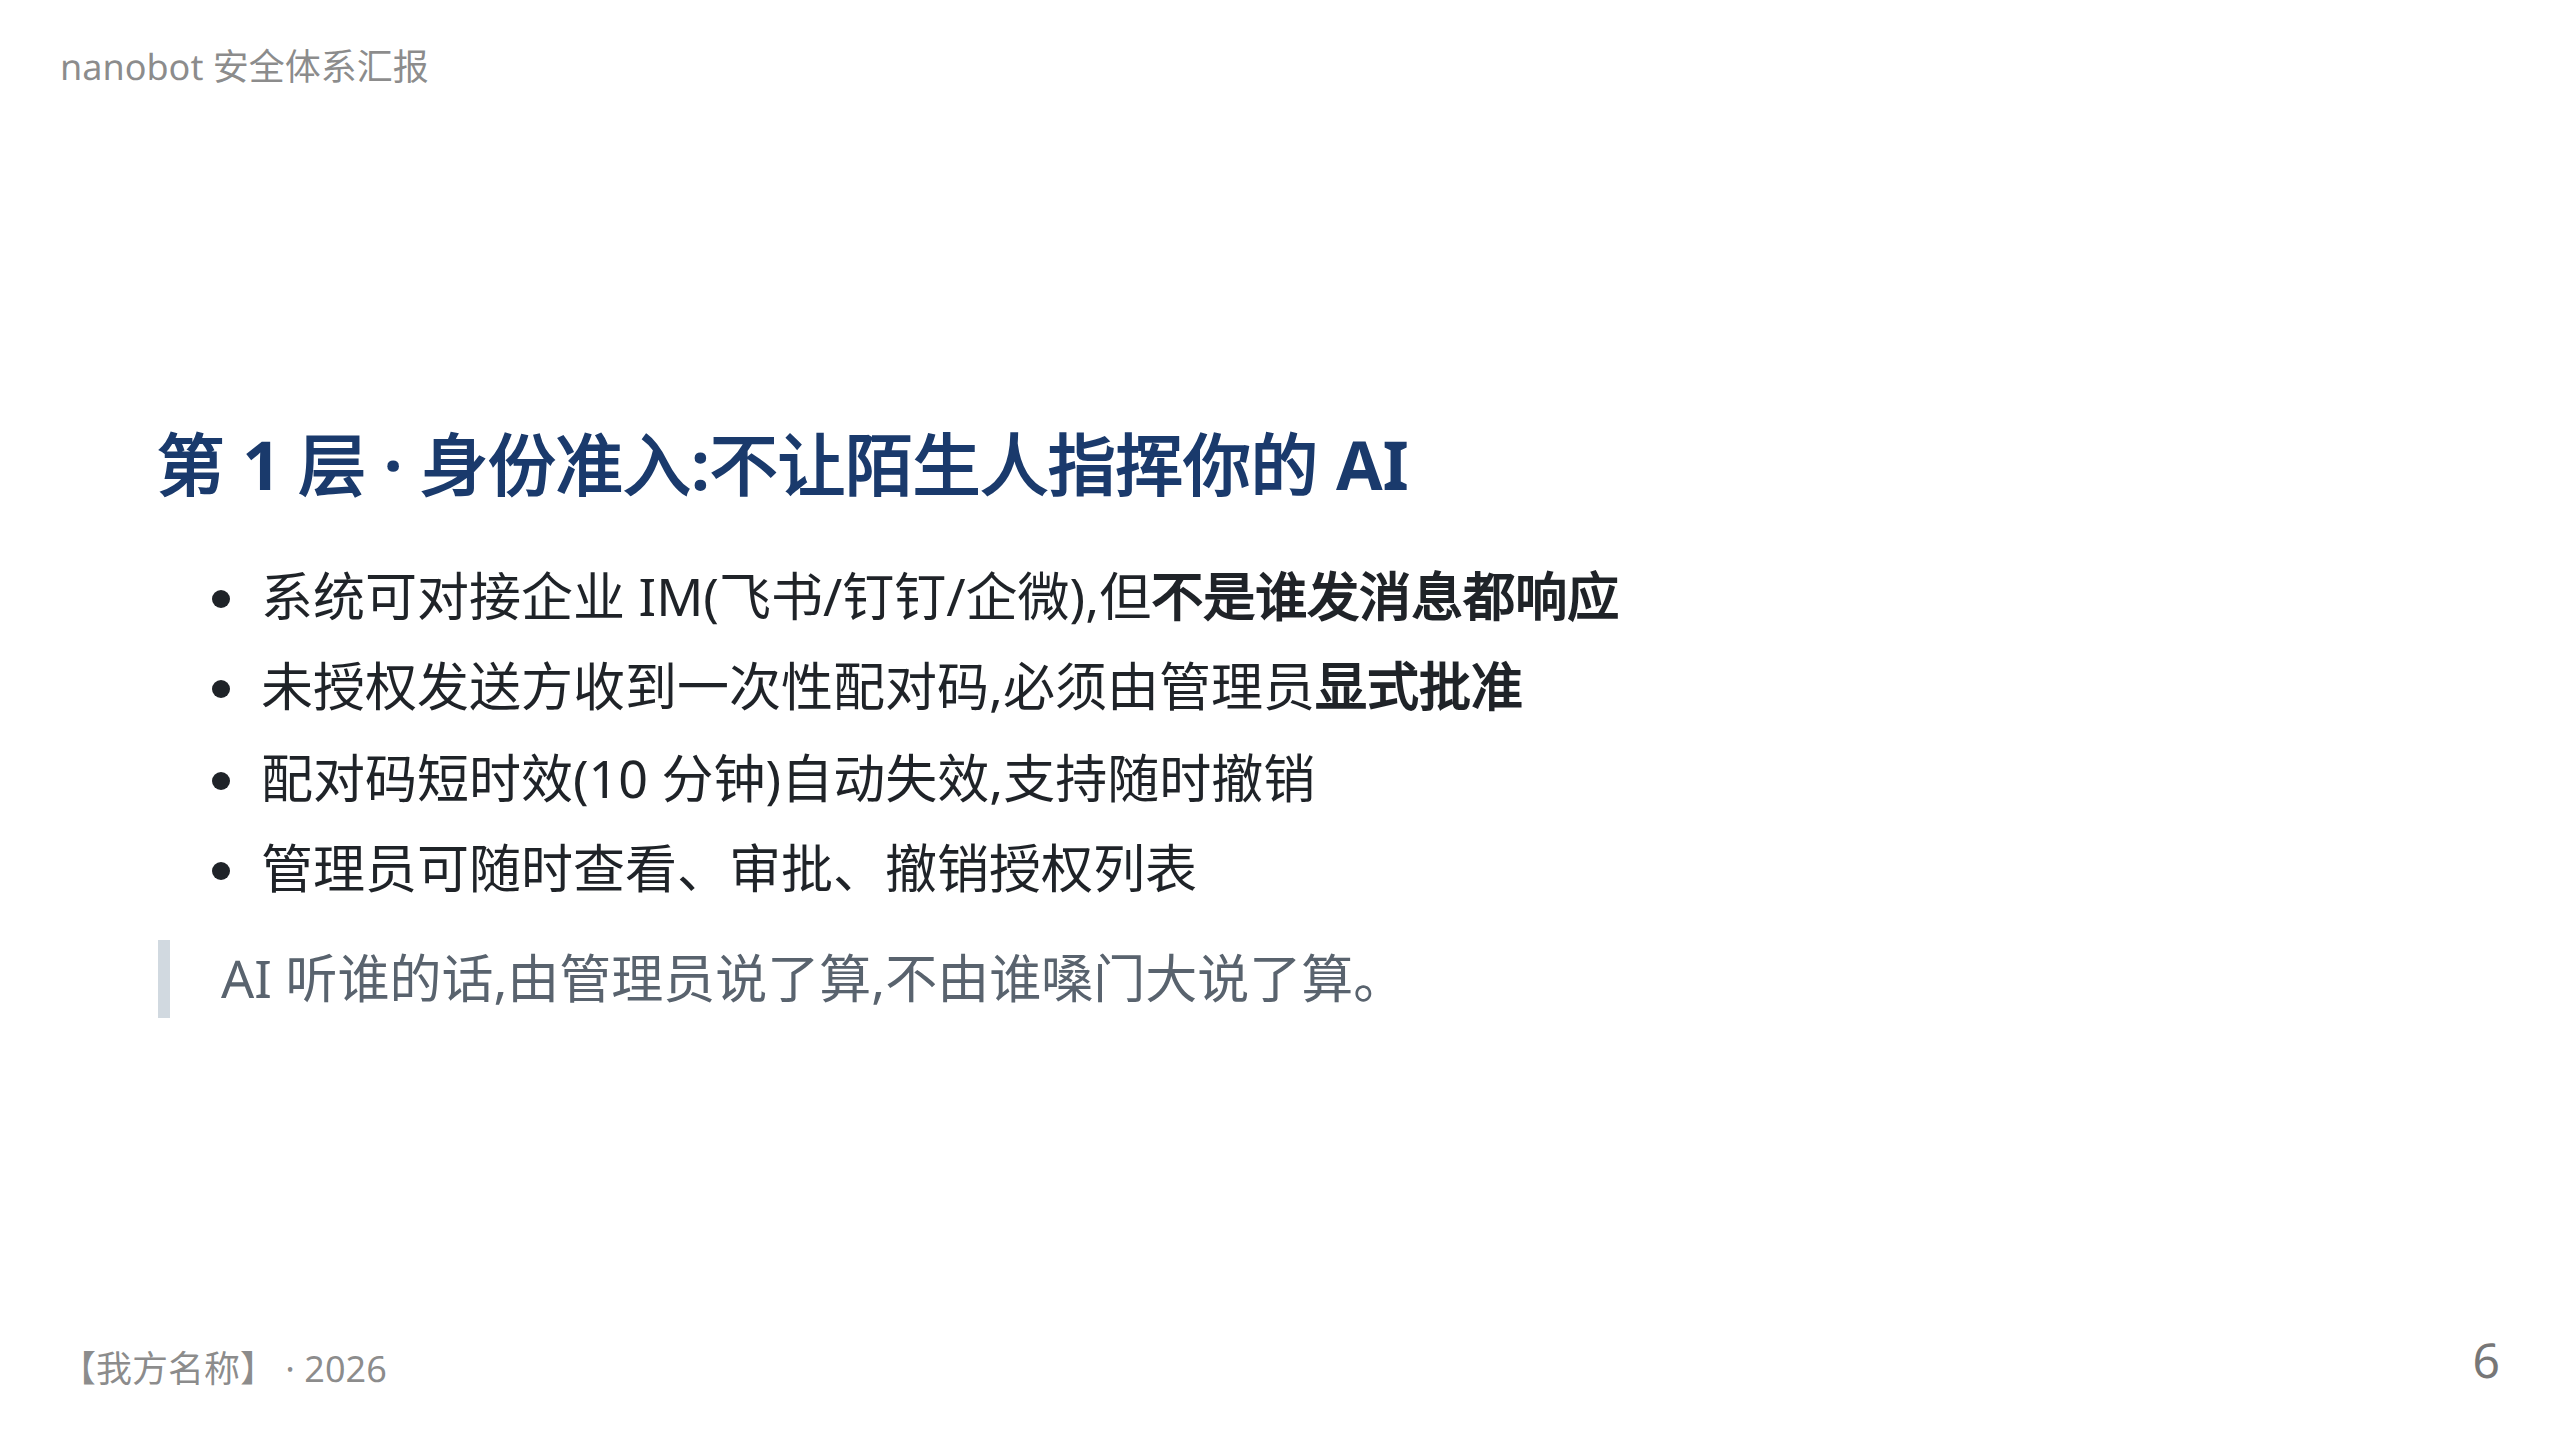 nanobot 安全体系汇报
第 1 层 · 身份准入:不让陌生人指挥你的 AI
• 系统可对接企业 IM(飞书/钉钉/企微),但不是谁发消息都响应
• 未授权发送方收到一次性配对码,必须由管理员显式批准
• 配对码短时效(10 分钟)自动失效,支持随时撤销
• 管理员可随时查看、审批、撤销授权列表
AI 听谁的话,由管理员说了算,不由谁嗓门大说了算。
【我方名称】 · 2026
6